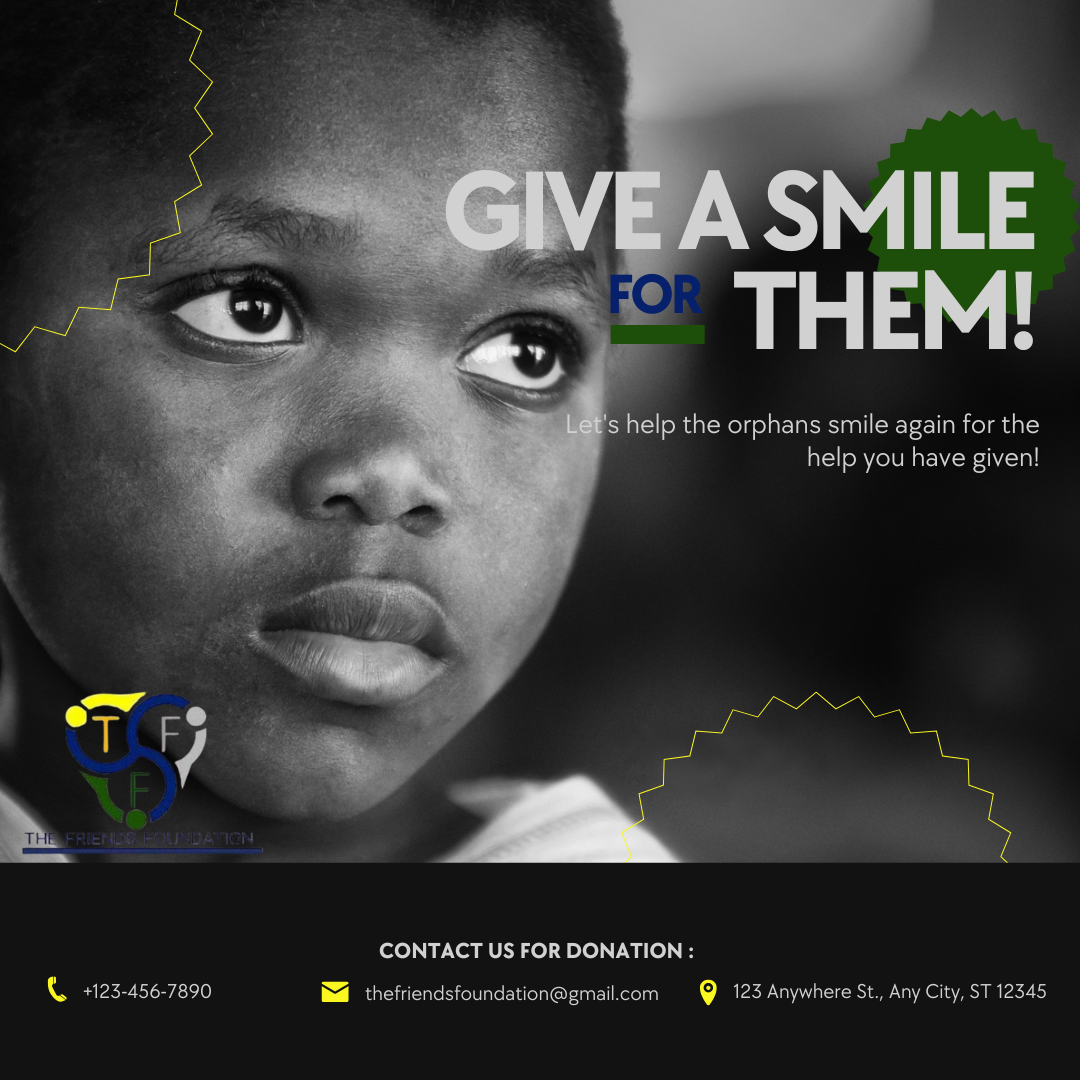 GIVE A SMILE
FOR THEM!
Let's help the orphans smile again for the
help you have given!
T F
F
THE FRIENDS FOUNDATION
CONTACT US FOR DONATION :
+123-456-7890
thefriendsfoundation@gmail.com
123 Anywhere St., Any City, ST 12345